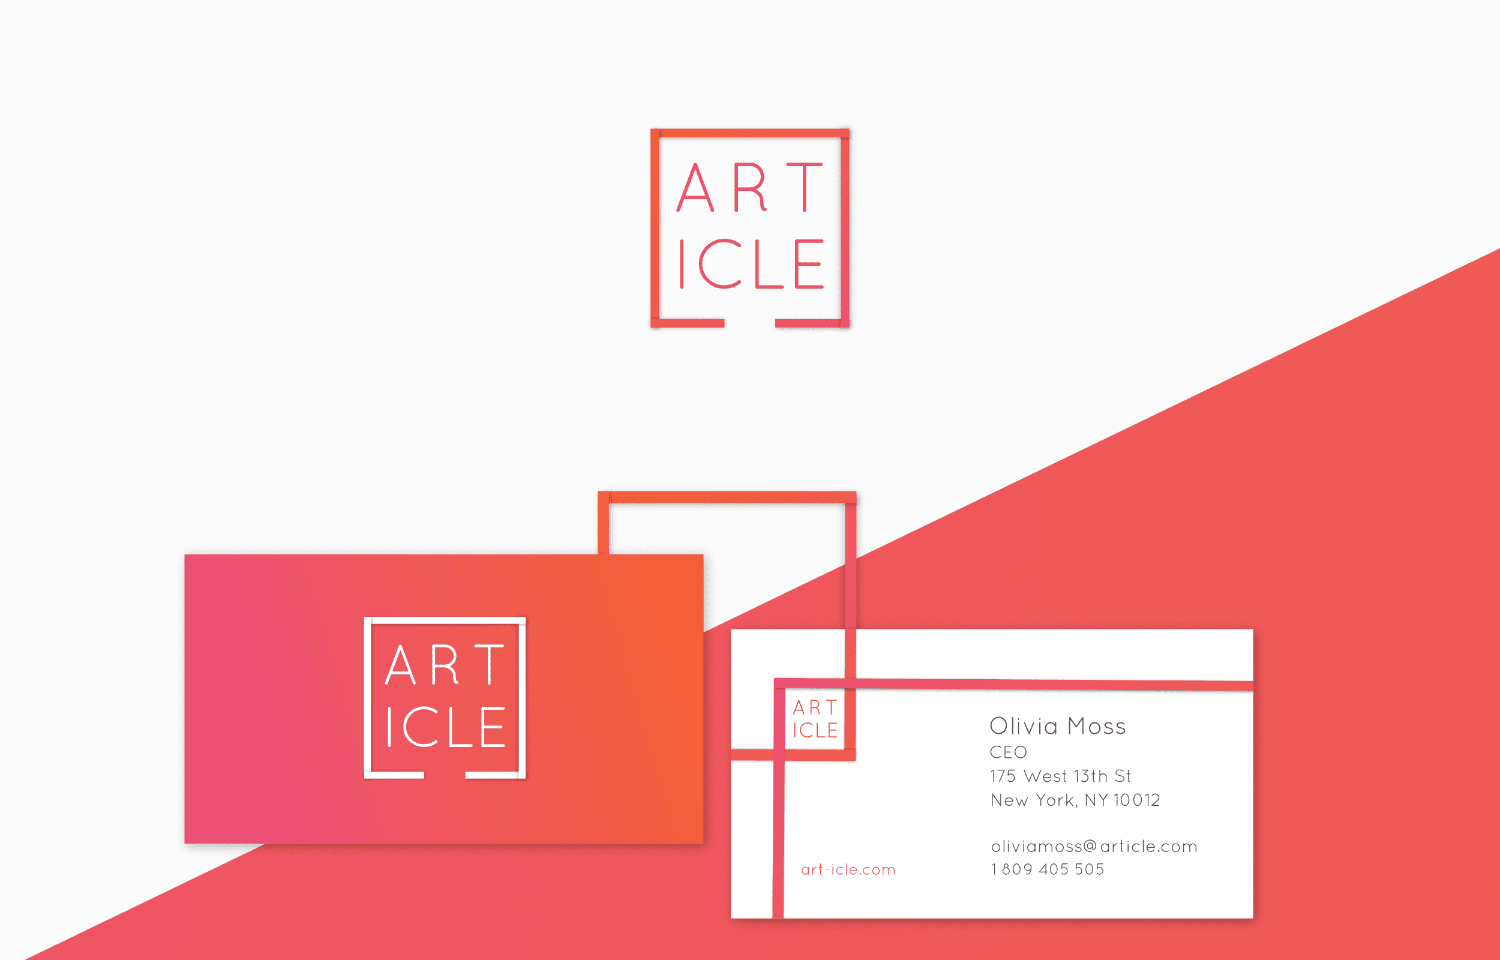 ART
ICLE
ART
ICLE
ART
ICLE
Olivia Moss
CEO
175 West 13th St
New York, NY 10012
oliviamoss@article.com
1 809 405 505
art-icle.com